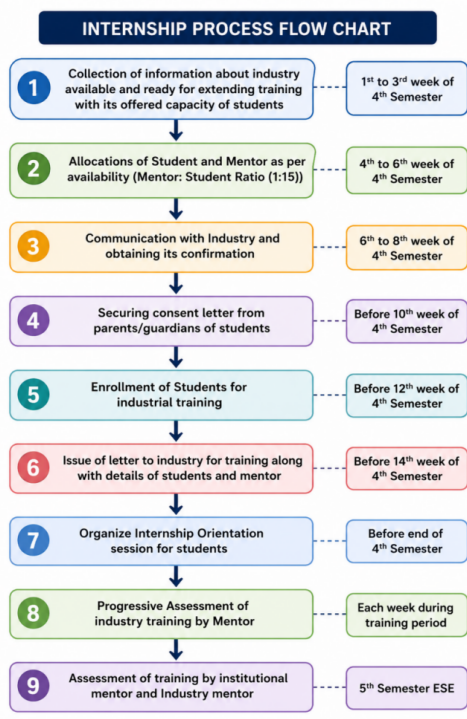 INTERNSHIP PROCESS FLOW CHART
1
Collection of information about industry
available and ready for extending training
with its offered capacity of students
1st to 3rd week of
4th Semester
2
Allocations of Student and Mentor as per
availability (Mentor: Student Ratio (1:15))
4th to 6th week of
4th Semester
3
Communication with Industry and
obtaining its confirmation
6th to 8th week of
4th Semester
4
Securing consent letter from
parents/guardians of students
Before 10th week of
4th Semester
5
Enrollment of Students for
industrial training
Before 12th week of
4th Semester
6
Issue of letter to industry for training along
with details of students and mentor
Before 14th week of
4th Semester
7
Organize Internship Orientation
session for students
Before end of
4th Semester
8
Progressive Assessment of
industry training by Mentor
Each week during
training period
9
Assessment of training by institutional
mentor and Industry mentor
5th Semester ESE